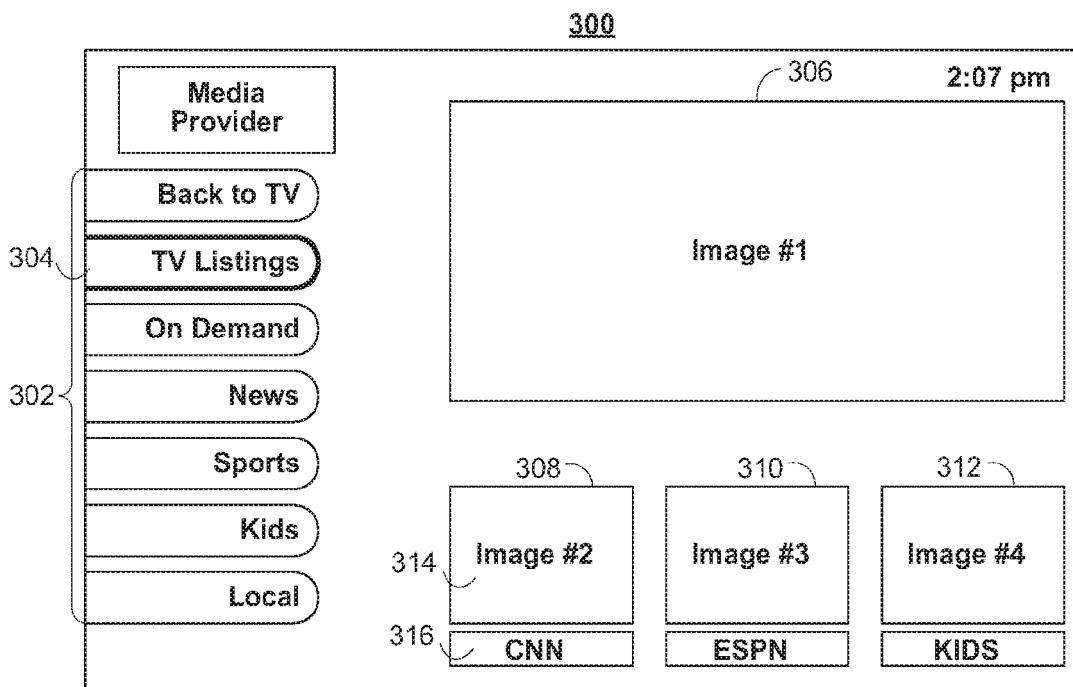 300
306
2:07 pm
Media
Provider
Back to TV
304
TV Listings
Image #1
On Demand
302
News
Sports
308
310
312
Kids
Image #2
Image #3
Image #4
314
Local
316
CNN
ESPN
KIDS